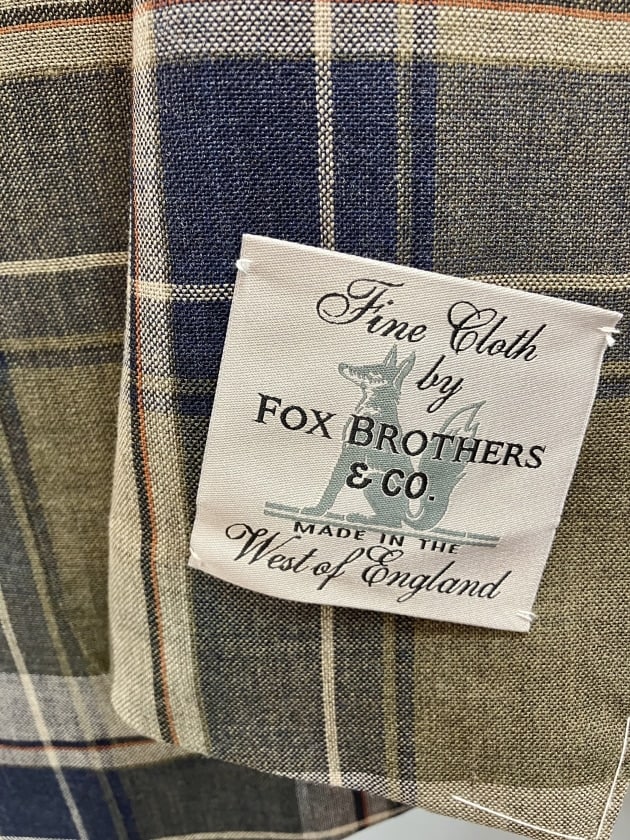 Fine Cloth
by
FOX BROTHERS
& CO.
MADE IN THE
West of England